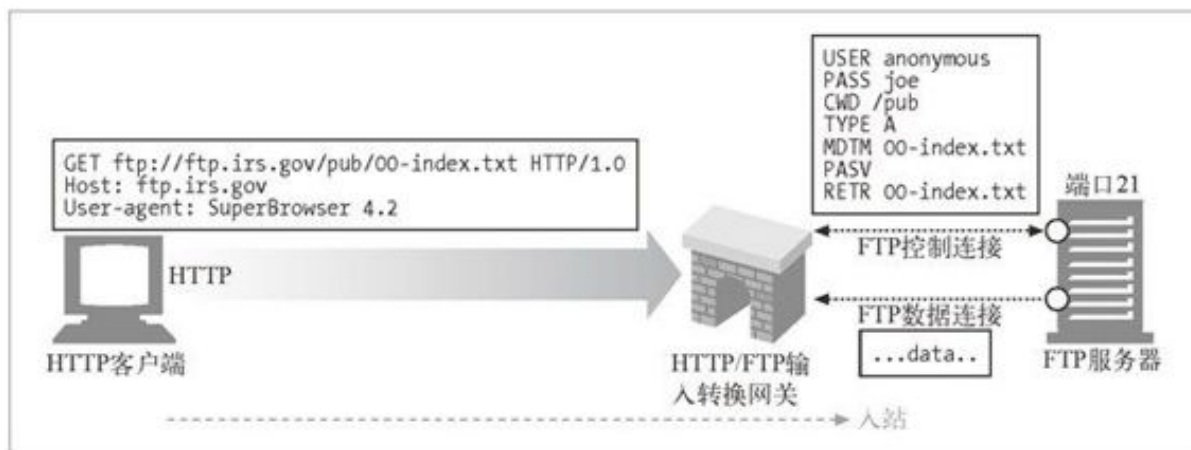 USER anonymous
PASS joe
CWD /pub
TYPE A
MDTM 00-index.txt
PASV
RETR 00-index.txt
GET ftp://ftp.irs.gov/pub/00-index.txt HTTP/1.0
Host: ftp.irs.gov
User-agent: SuperBrowser 4.2
端口21
HTTP
FTP控制连接
FTP数据连接
...data..
HTTP客户端
HTTP/FTP输
入转换网关
FTP服务器
入站